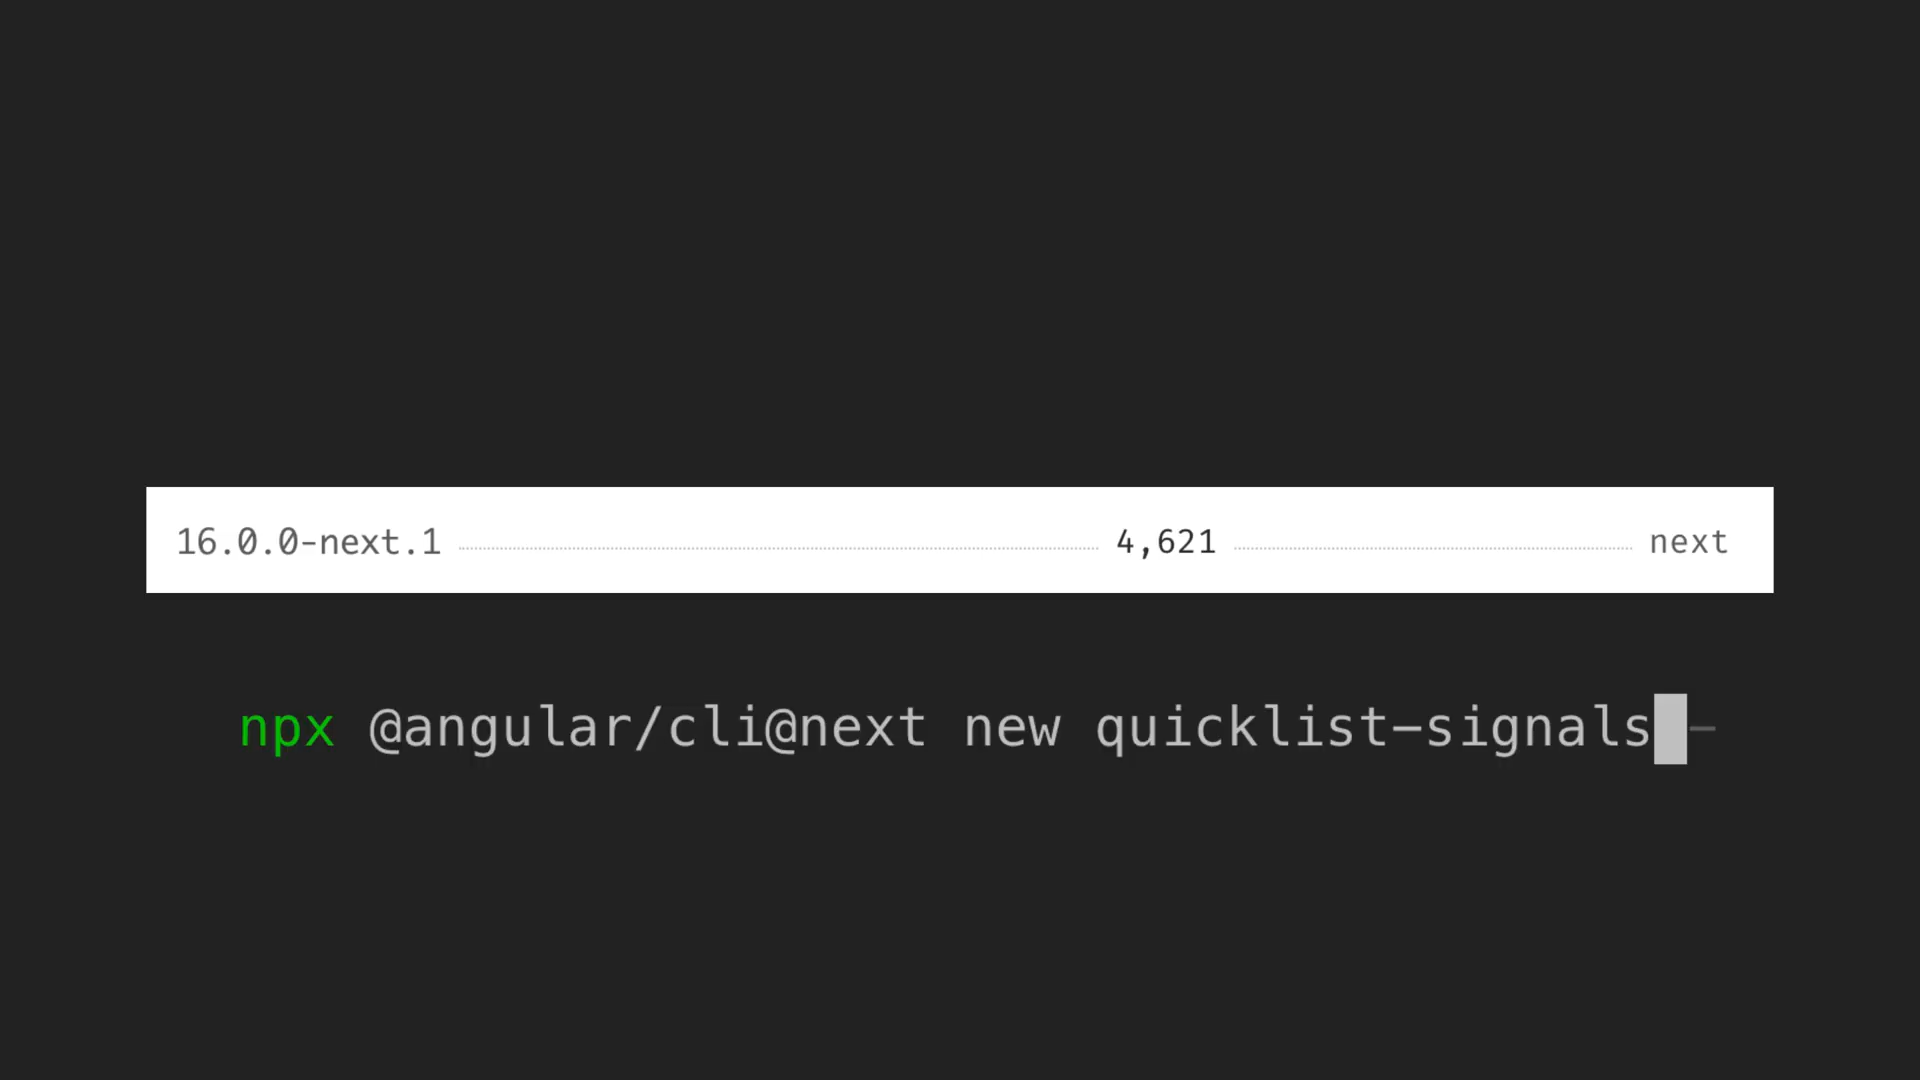 16.0.0-next.1 4,621 next
npx @angular/cli@next new quicklist-signals -